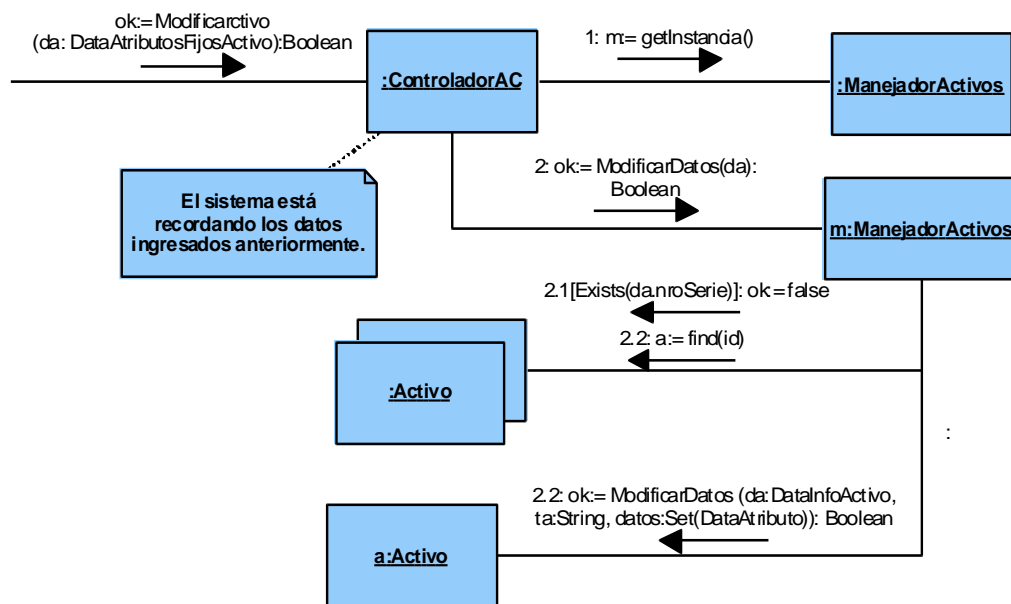 ok:= Modificarctivo
(da: DataAtributosFijosActivo):Boolean
1: m:= getInstancia()
:ControladorAC
:ManejadorActivos
El sistema está
recordando los datos
ingresados anteriormente.
2: ok:= ModificarDatos(da):
Boolean
m:ManejadorActivos
2.1[Exists(da.nroSerie)]: ok:= false
2.2: a:= find(id)
:Activo
:
2.2: ok:= ModificarDatos (da:DataInfoActivo,
ta:String, datos:Set(DataAtributo)): Boolean
a:Activo